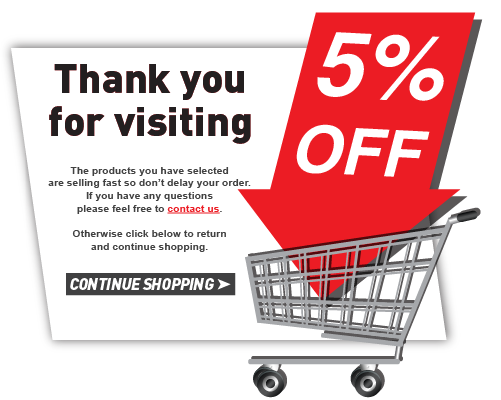 Thank you
for visiting
The products you have selected
are selling fast so don't delay your order.
If you have any questions
please feel free to contact us.
Otherwise click below to return
and continue shopping.
CONTINUE SHOPPING ➤
5%
OFF